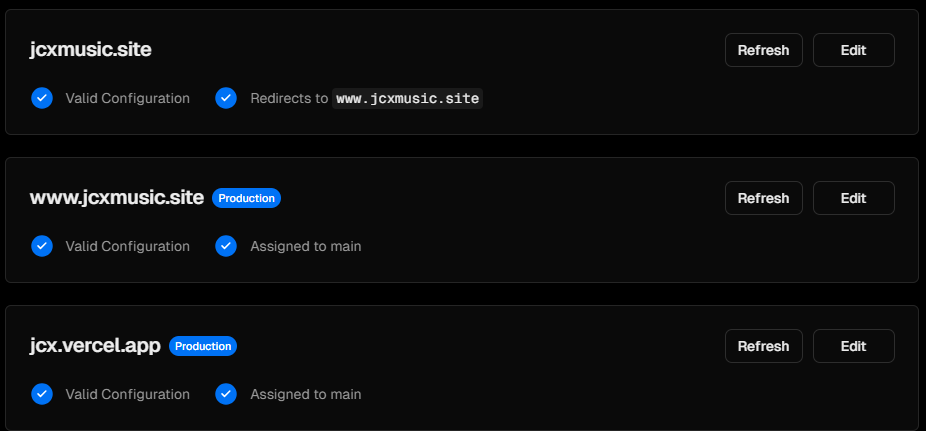 jcxmusic.site
Refresh
Edit
Valid Configuration
Redirects to www.jcxmusic.site
www.jcxmusic.site Production
Refresh
Edit
Valid Configuration
Assigned to main
jcx.vercel.app Production
Refresh
Edit
Valid Configuration
Assigned to main